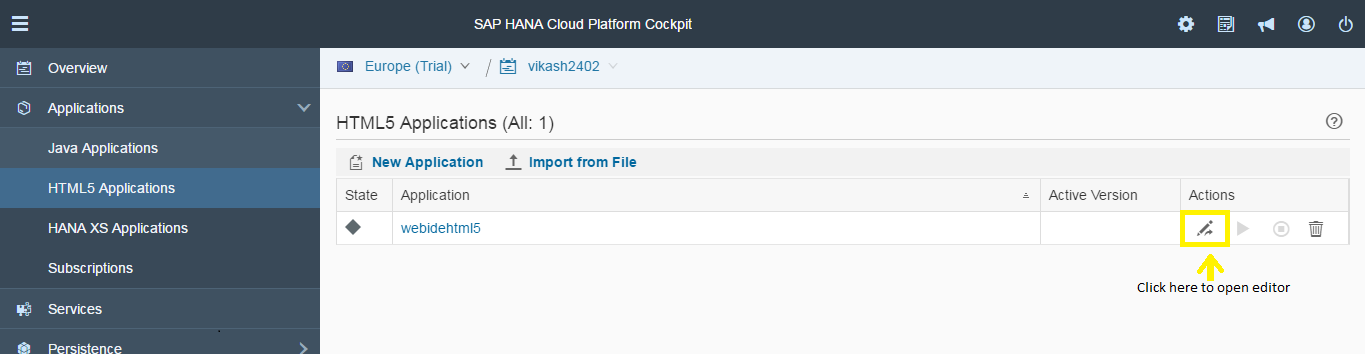 SAP HANA Cloud Platform Cockpit
Overview
Applications
Java Applications
HTML5 Applications
HANA XS Applications
Subscriptions
Services
Persistence
Europe (Trial) / vikash2402
HTML5 Applications (All: 1)
New Application Import from File
State Application Active Version Actions
webidehtml5
Click here to open editor